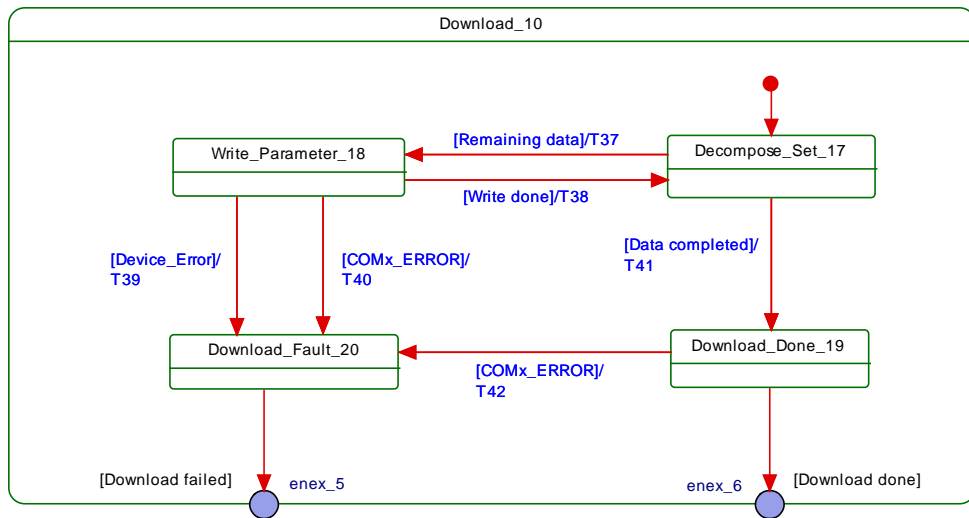 Download_10
[Remaining data]/T37
Write_Parameter_18
Decompose_Set_17
[Write done]/T38
[Device_Error]/
T39
[COMx_ERROR]/
T40
[Data completed]/
T41
Download_Fault_20
Download_Done_19
[COMx_ERROR]/
T42
[Download failed]
enex_5
enex_6
[Download done]